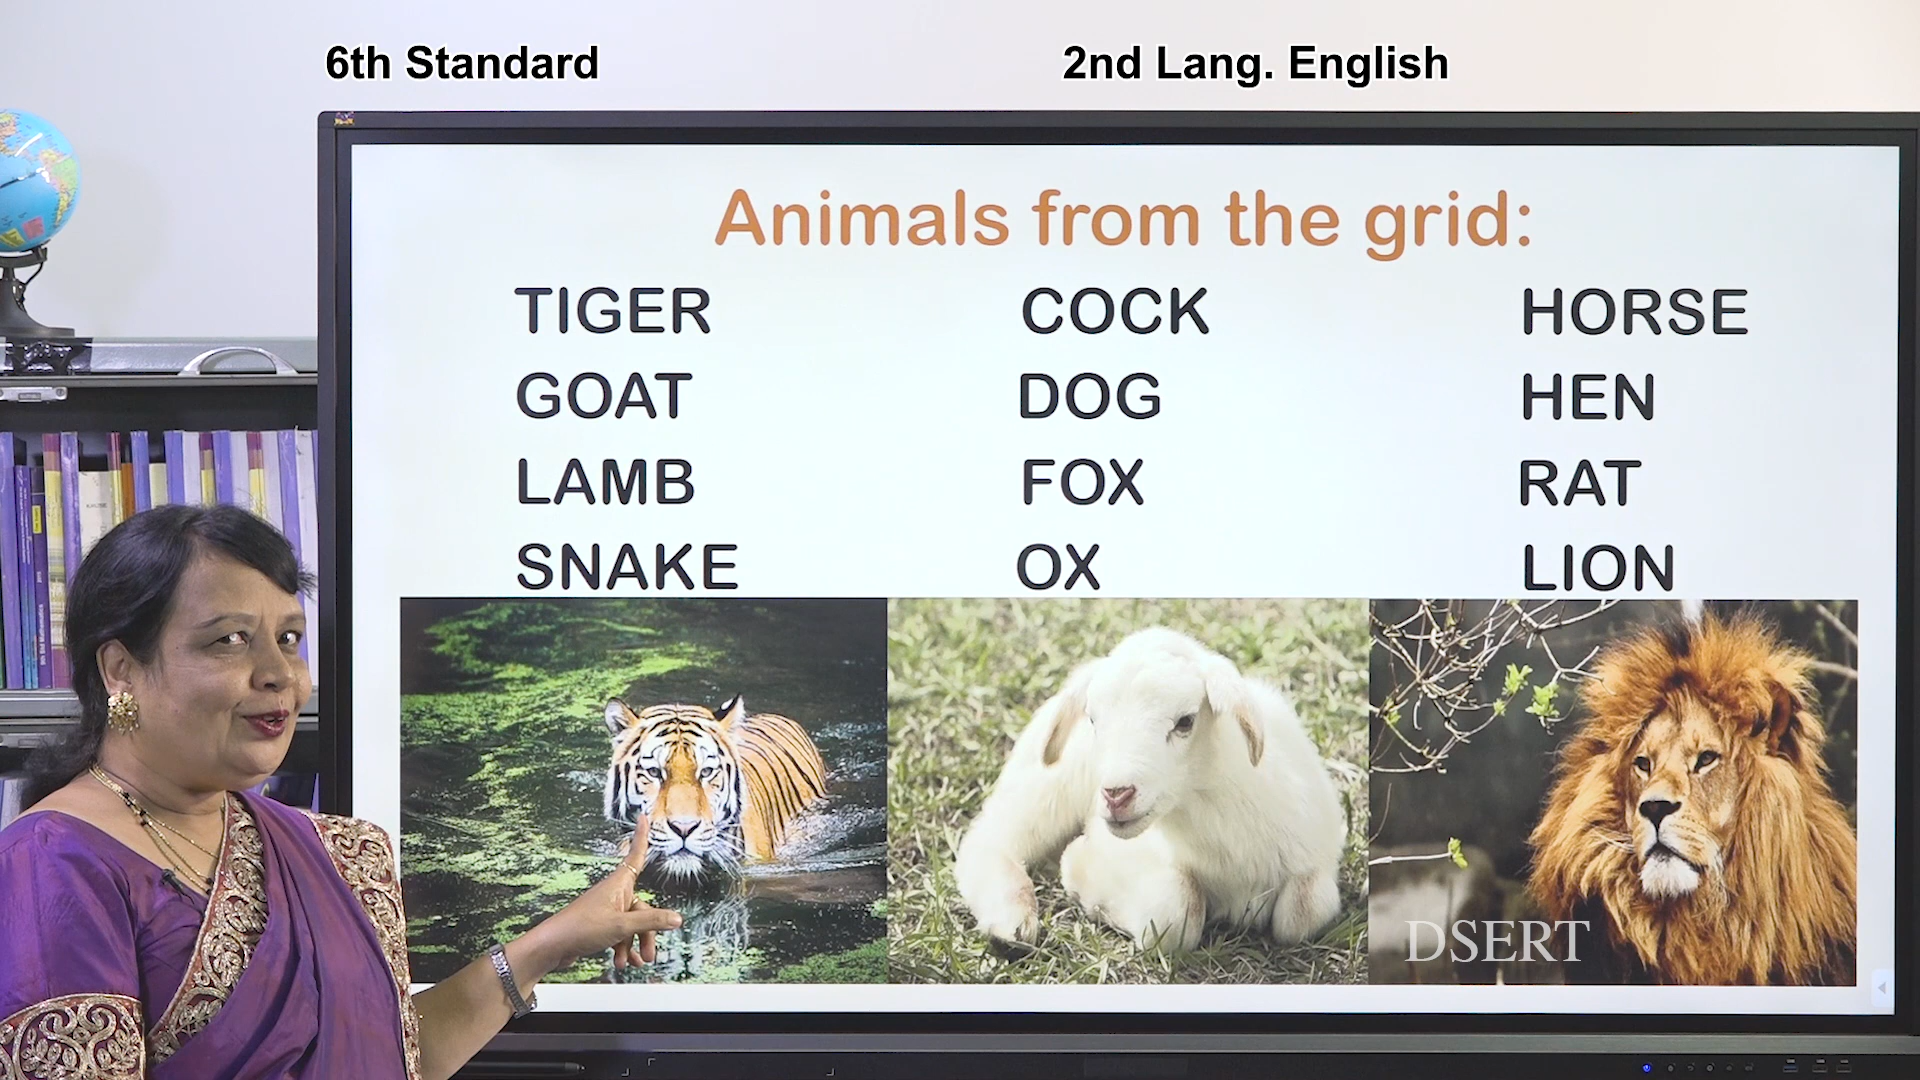 6th Standard
2nd Lang. English
Animals from the grid:
TIGER COCK HORSE
GOAT DOG HEN
LAMB FOX RAT
SNAKE OX LION
DSERT